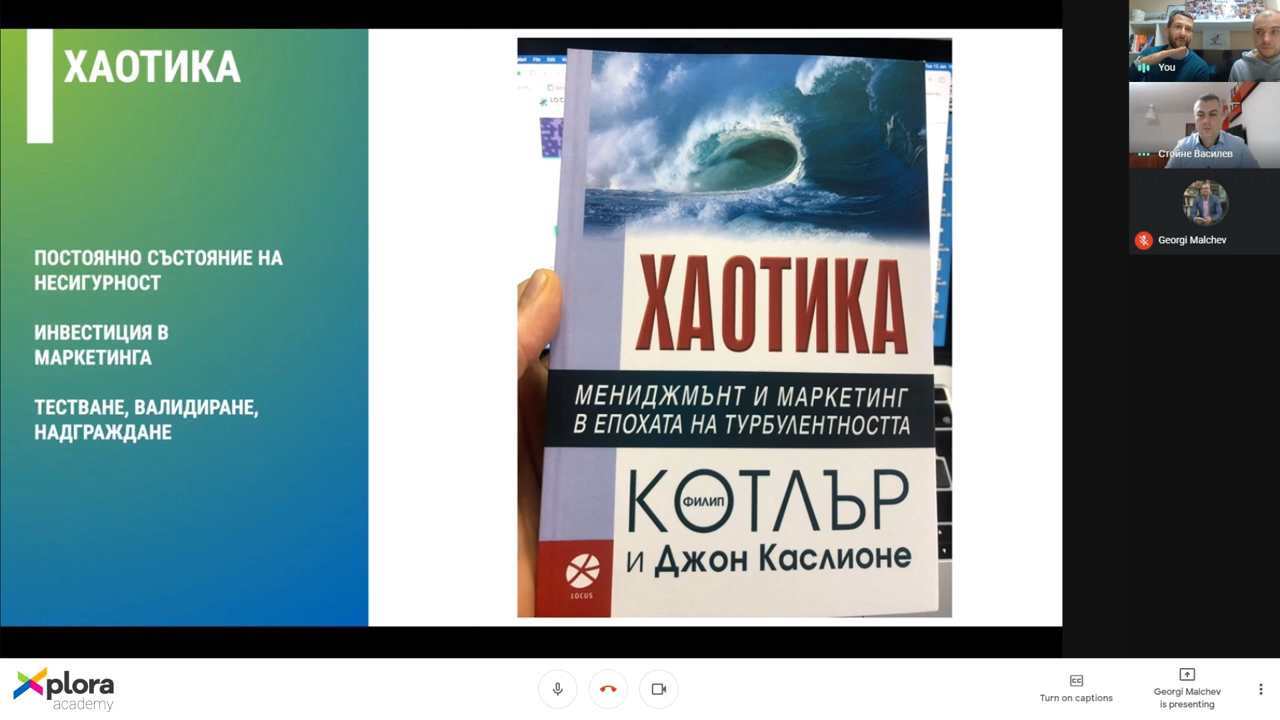 ХАОТИКА
ПОСТОЯННО СЪСТОЯНИЕ НА
НЕСИГУРНОСТ
ИНВЕСТИЦИЯ В
МАРКЕТИНГА
ТЕСТВАНЕ, ВАЛИДИРАНЕ,
НАДГРАЖДАНЕ
ХАОТИКА
МЕНИДЖМЪНТ И МАРКЕТИНГ
В ЕПОХАТА НА ТУРБУЛЕНТНОСТТА
ФИЛИП
КОТЛЪР
и Джон Каслионе
LOCUS
You
Стойне Василев
Georgi Malchev
Xplora
academy
Turn on captions
Georgi Malchev
is presenting